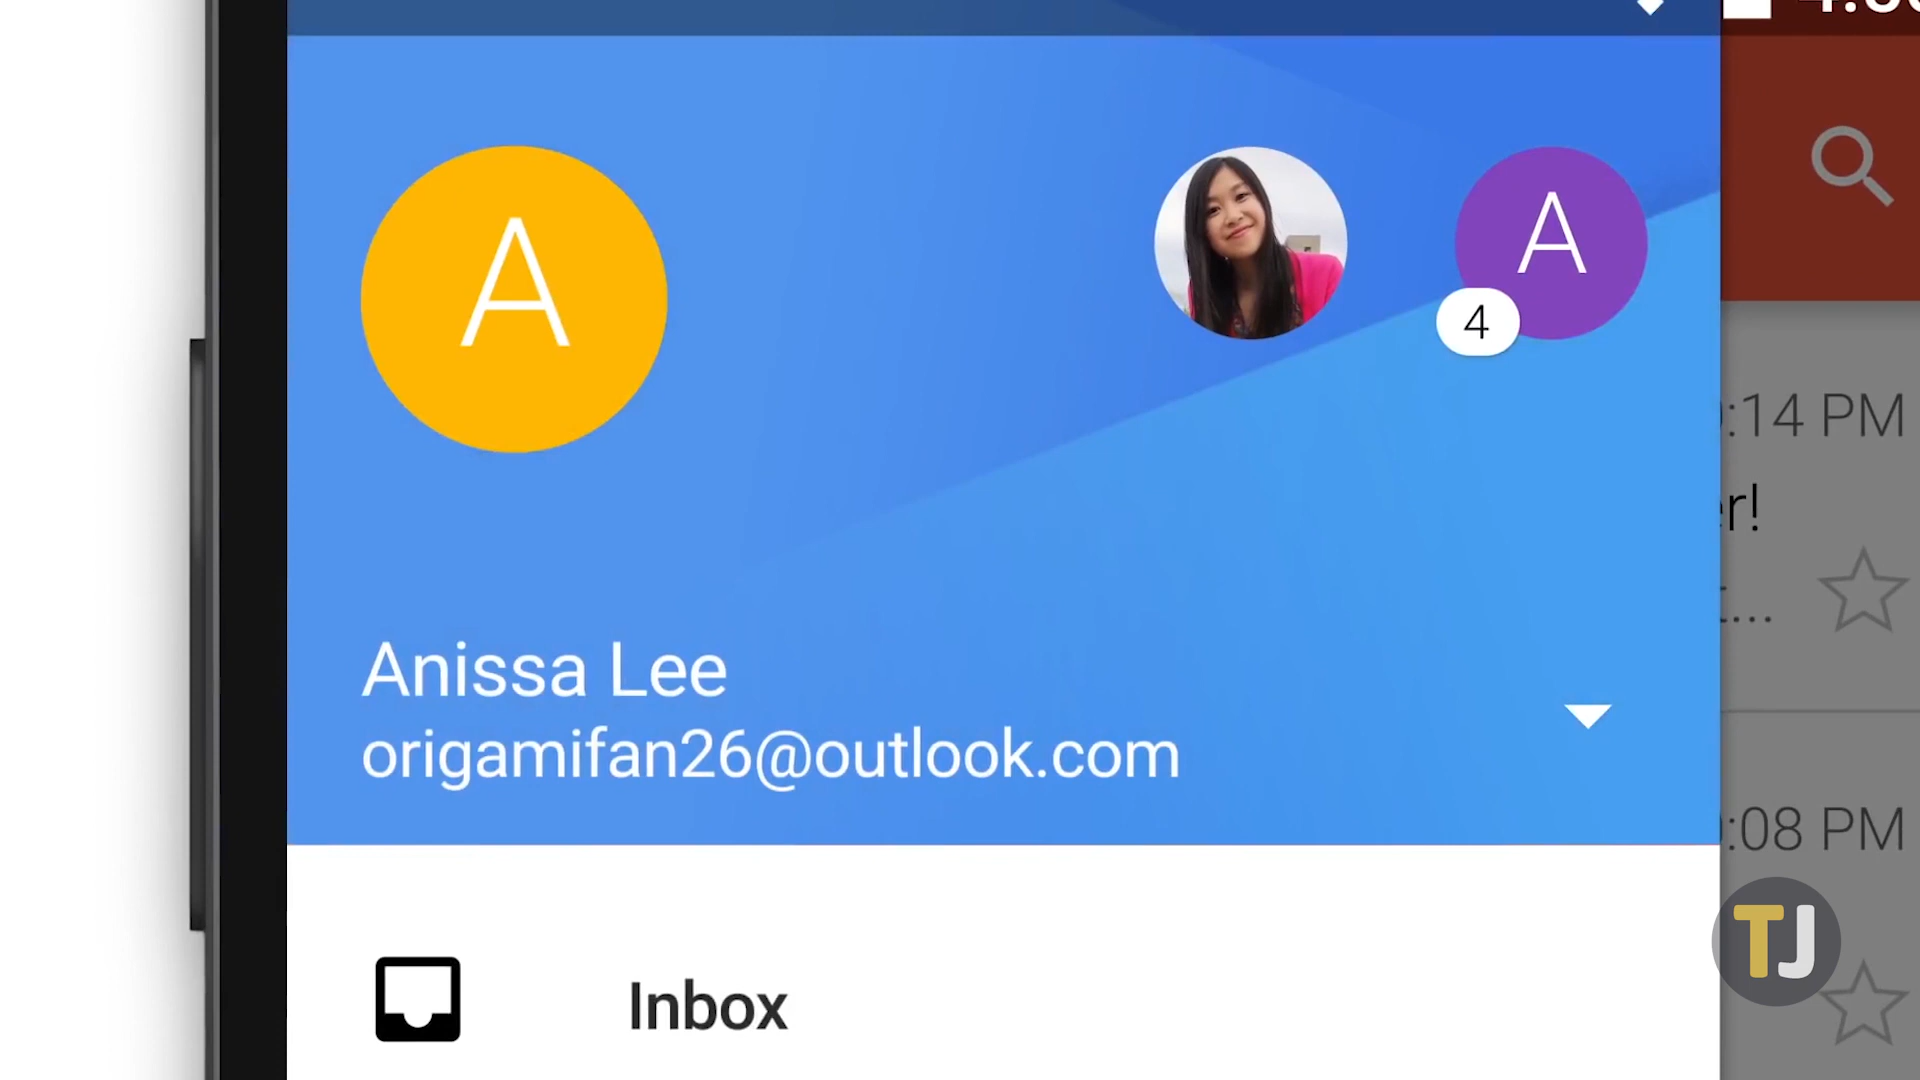 A
A
4
:14 PM
r!
Anissa Lee
origamifan26@outlook.com
:08 PM
TJ
Inbox